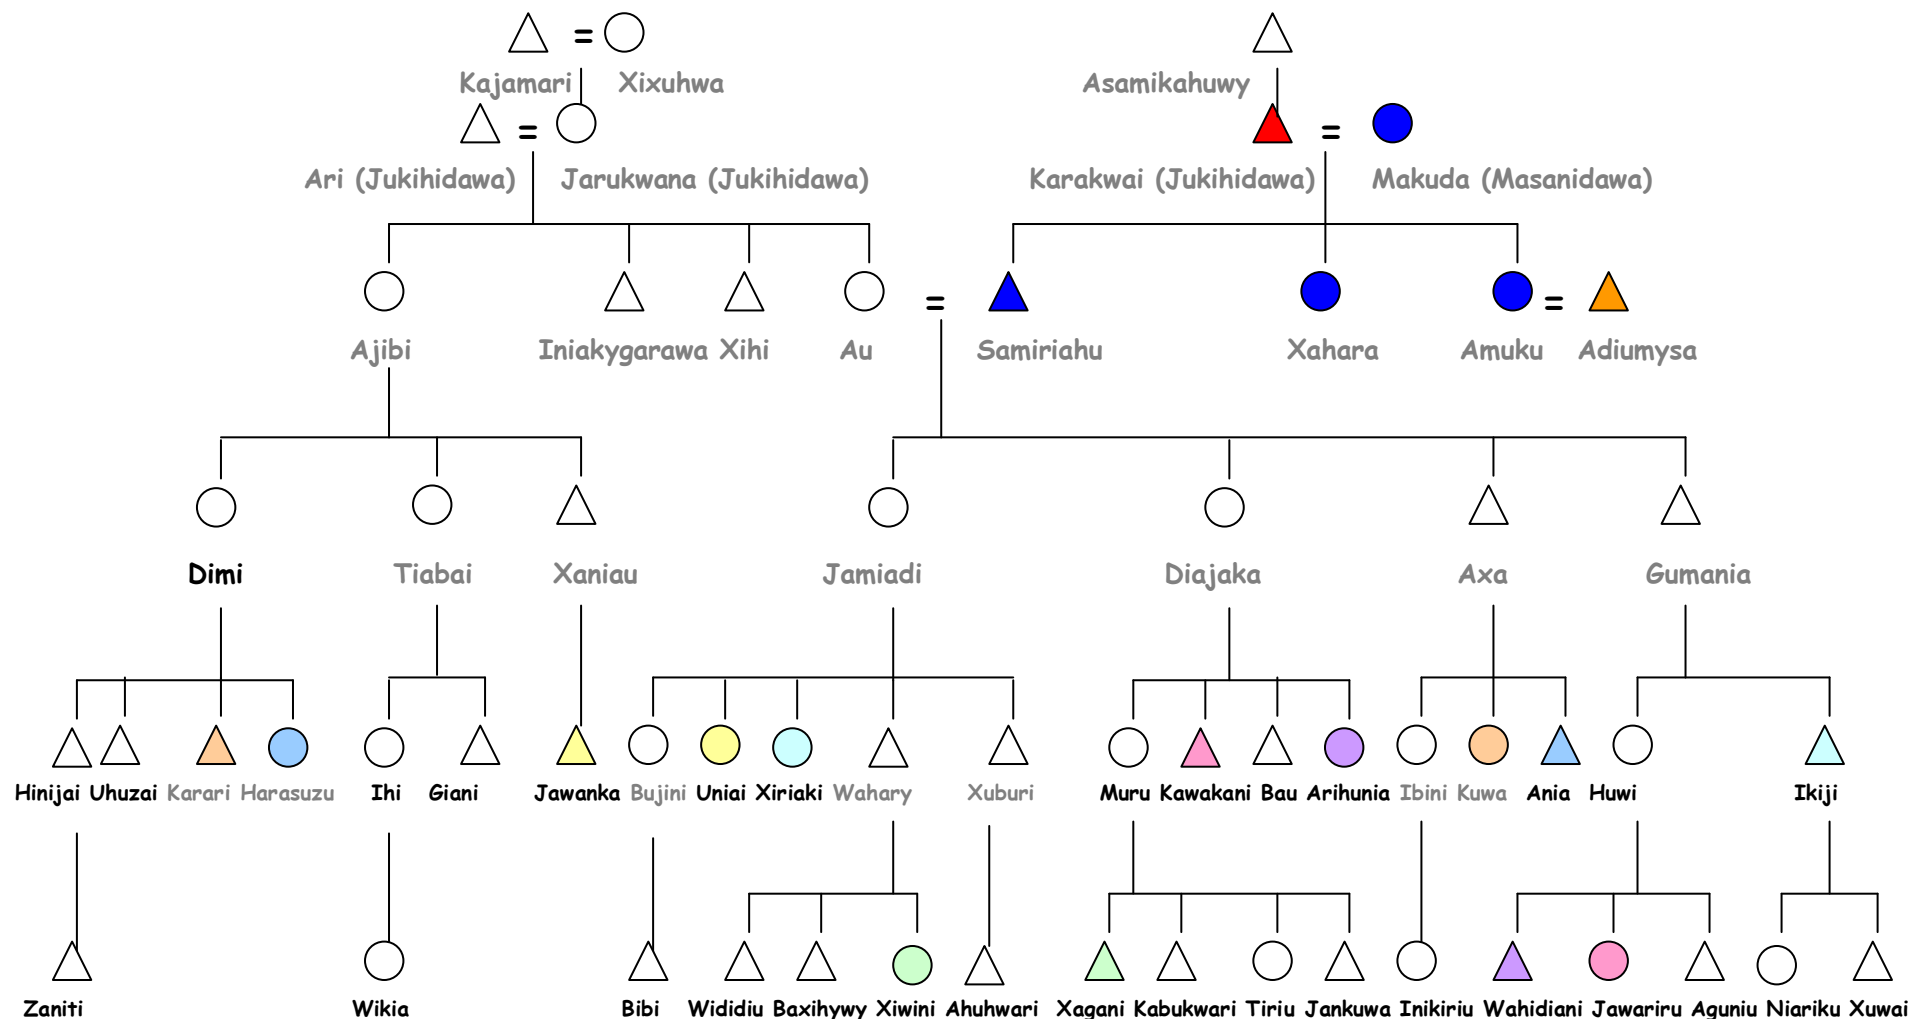 = 
Kajamari Xixuhwa Asamikahuwy
= =
Ari (Jukihidawa) Jarukwana (Jukihidawa) Karakwai (Jukihidawa) Makuda (Masanidawa)
= =
Ajibi Iniakygarawa Xihi Au Samiriahu Xahara Amuku Adiumysa
Dimi Tiabai Xaniau Jamiadi Diajaka Axa Gumania
Hinijai Uhuzai Karari Harasuzu Ihi Giani Jawanka Bujini Uniai Xiriaki Wahary Xuburi Muru Kawakani Bau Arihunia Ibini Kuwa Ania Huwi Ikiji
Zaniti Wikia Bibi Wididiu Baxihywy Xiwini Ahuhwari Xagani Kabukwari Tiriu Jankuwa Inikiriu Wahidiani Jawariru Aguniu Niariku Xuwai